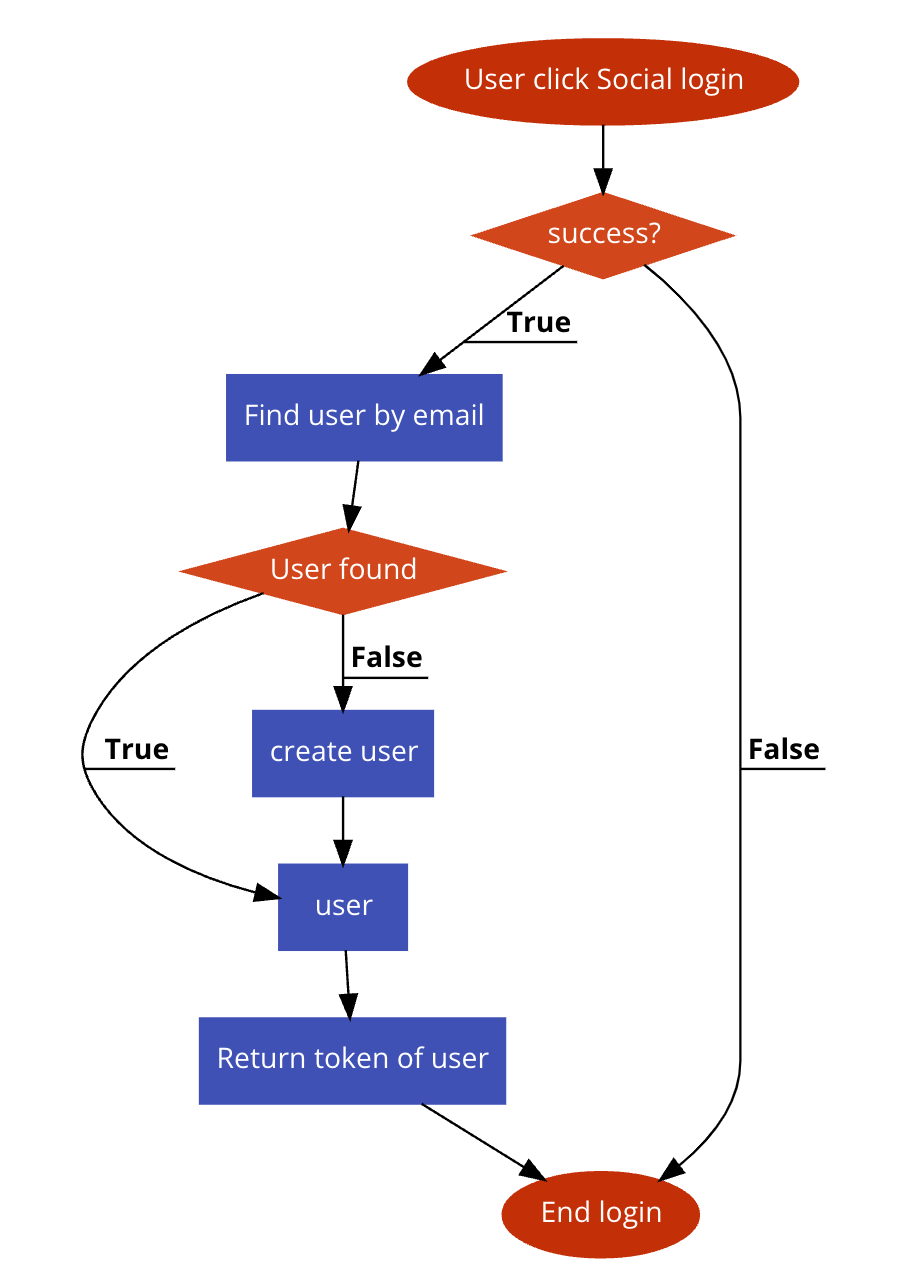 User click Social login
success?
True
Find user by email
User found
False
create user
True
False
user
Return token of user
End login